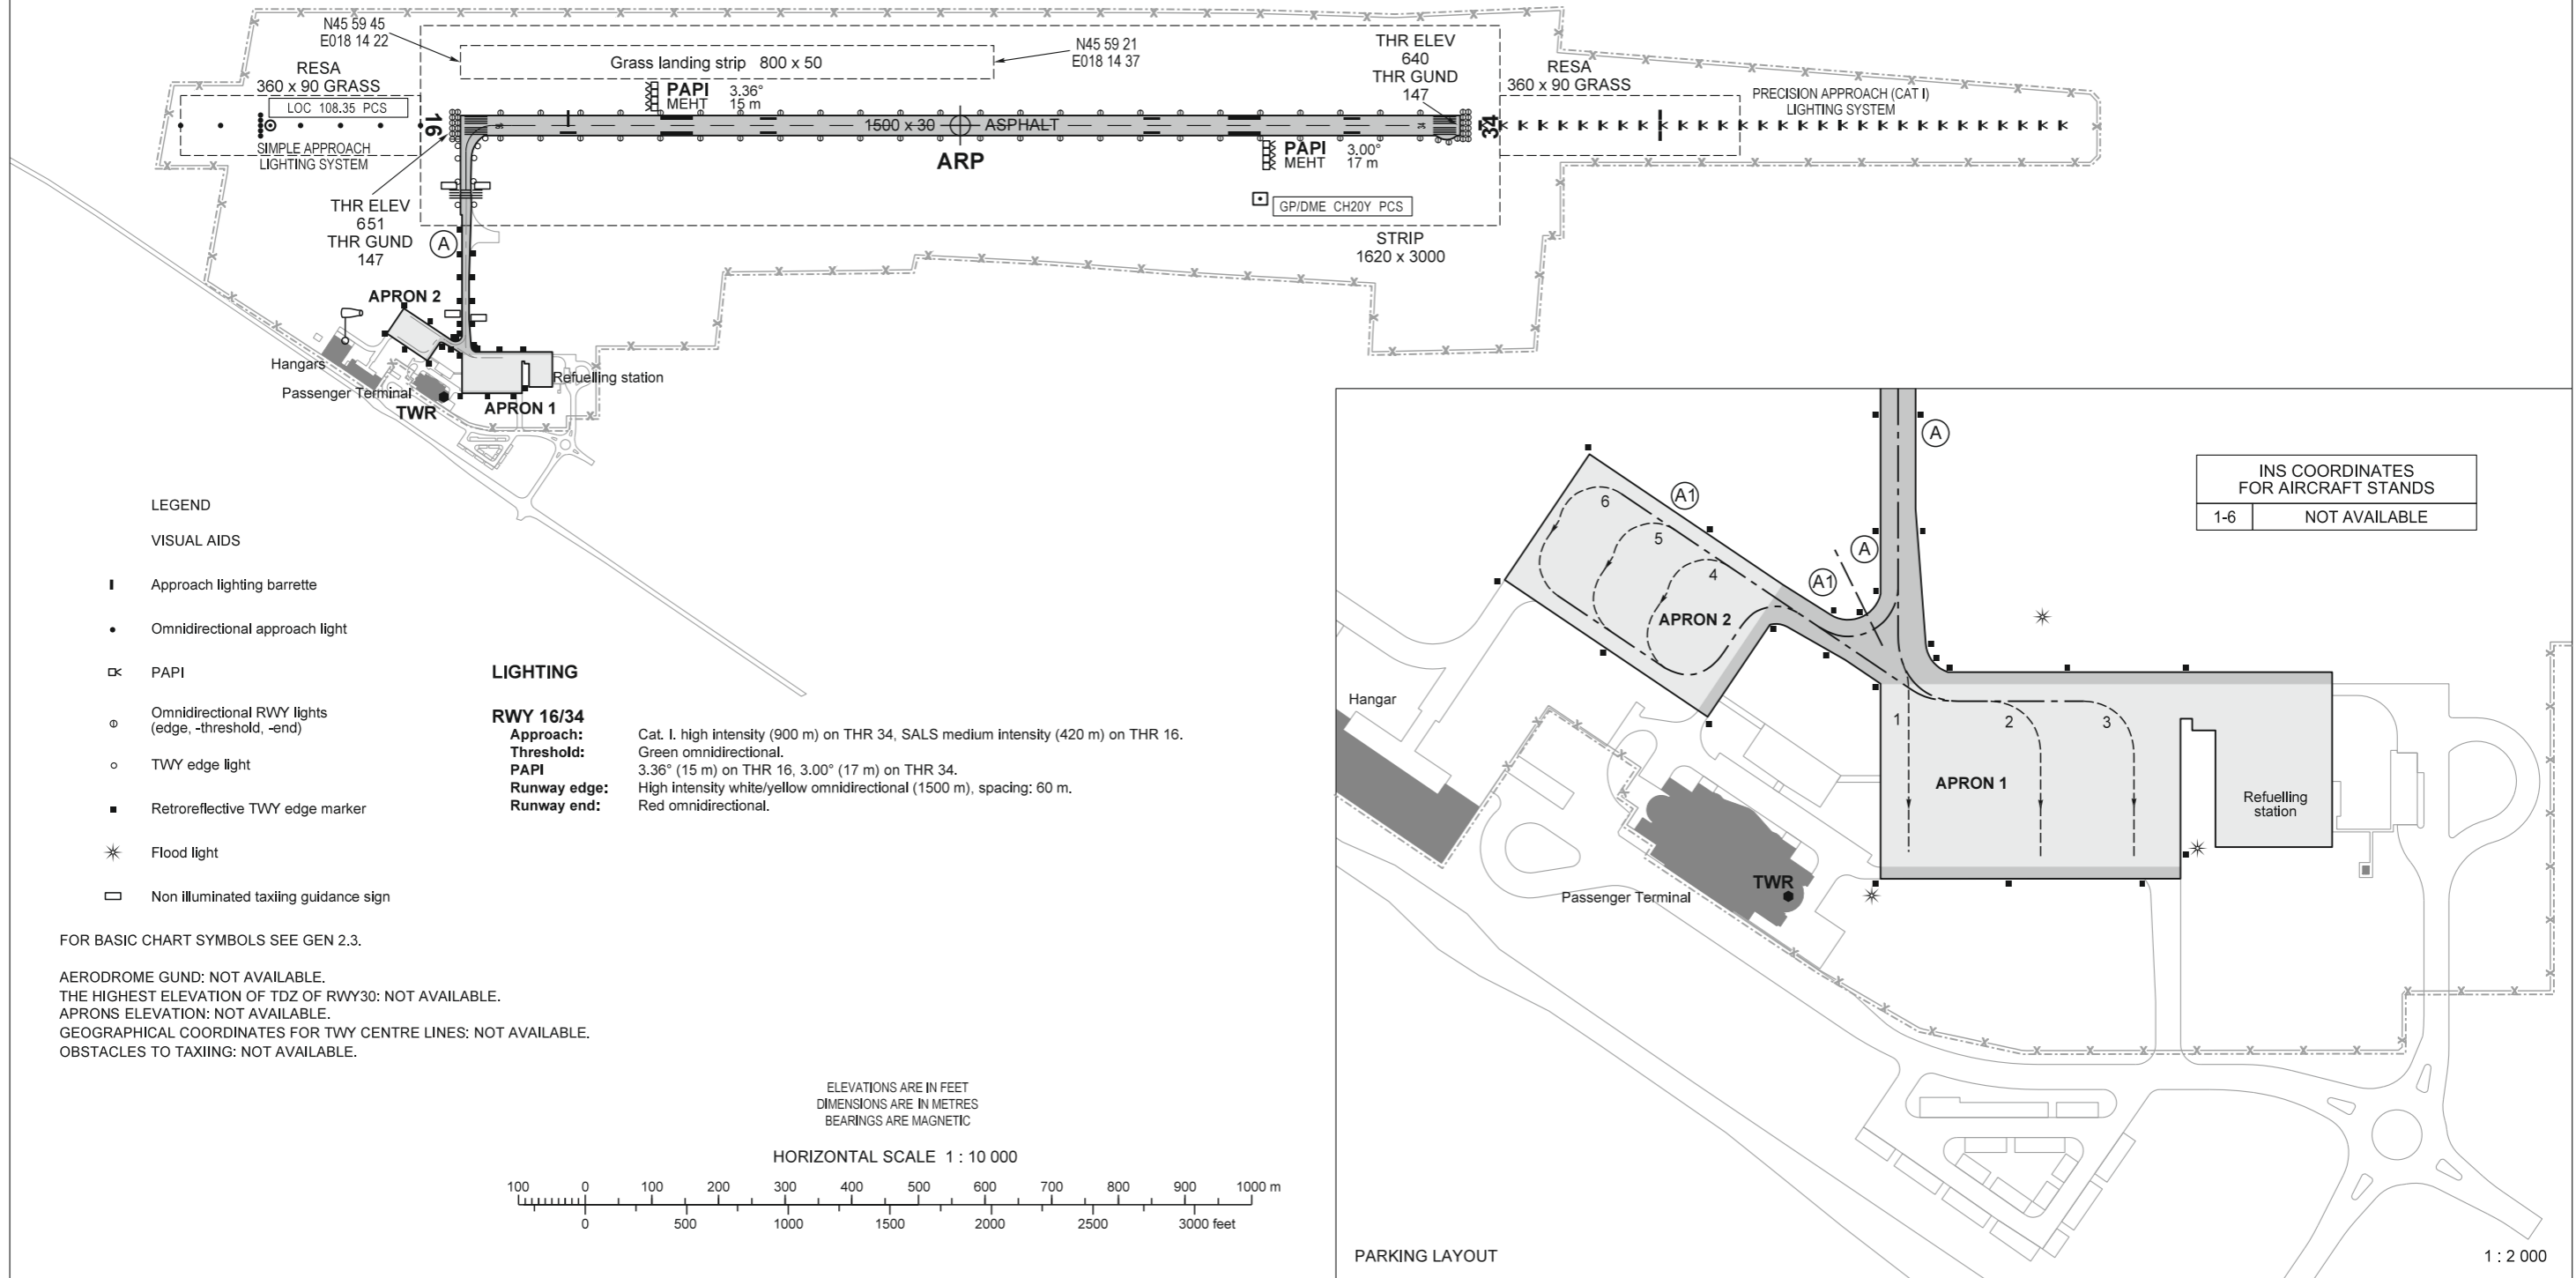 N45 59 45
E018 14 22
RESA
360 x 90 GRASS
LOC 108.35 PCS
SIMPLE APPROACH
LIGHTING SYSTEM
16
Grass landing strip 800 x 50
N45 59 21
E018 14 37
PAPI 3.36°
MEHT 15 m
1500 x 30
ASPHALT
ARP
THR ELEV
640
THR GUND
147
34
RESA
360 x 90 GRASS
PRECISION APPROACH (CAT I)
LIGHTING SYSTEM
PAPI 3.00°
MEHT 17 m
GP/DME CH20Y PCS
STRIP
1620 x 3000
THR ELEV
651
THR GUND
147
A
APRON 2
Hangars
Passenger Terminal
TWR
APRON 1
Refuelling station
LEGEND
VISUAL AIDS
Approach lighting barrette
Omnidirectional approach light
PAPI
Omnidirectional RWY lights
(edge, -threshold, -end)
TWY edge light
Retroreflective TWY edge marker
Flood light
Non illuminated taxiing guidance sign
FOR BASIC CHART SYMBOLS SEE GEN 2.3.
AERODROME GUND: NOT AVAILABLE.
THE HIGHEST ELEVATION OF TDZ OF RWY30: NOT AVAILABLE.
APRONS ELEVATION: NOT AVAILABLE.
GEOGRAPHICAL COORDINATES FOR TWY CENTRE LINES: NOT AVAILABLE.
OBSTACLES TO TAXIING: NOT AVAILABLE.
LIGHTING
RWY 16/34
Approach: Cat. I. high intensity (900 m) on THR 34, SALS medium intensity (420 m) on THR 16.
Threshold: Green omnidirectional.
PAPI 3.36° (15 m) on THR 16, 3.00° (17 m) on THR 34.
Runway edge: High intensity white/yellow omnidirectional (1500 m), spacing: 60 m.
Runway end: Red omnidirectional.
ELEVATIONS ARE IN FEET
DIMENSIONS ARE IN METRES
BEARINGS ARE MAGNETIC
HORIZONTAL SCALE 1 : 10 000
100 0 100 200 300 400 500 600 700 800 900 1000 m
0 500 1000 1500 2000 2500 3000 feet
A
INS COORDINATES
FOR AIRCRAFT STANDS
1-6 NOT AVAILABLE
A1
6
5
4
A
A1
APRON 2
1
2
3
APRON 1
Refuelling
station
Hangar
TWR
Passenger Terminal
PARKING LAYOUT
1 : 2 000